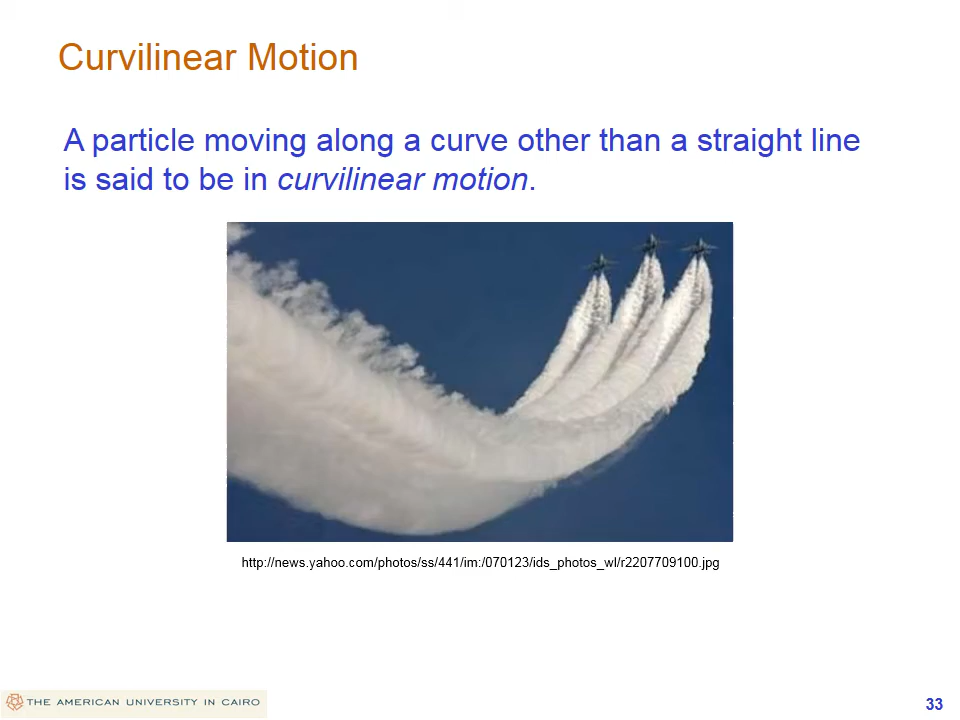 Curvilinear Motion
A particle moving along a curve other than a straight line
is said to be in curvilinear motion.
http://news.yahoo.com/photos/ss/441/im:/070123/ids_photos_wl/r2207709100.jpg
THE AMERICAN UNIVERSITY IN CAIRO
33